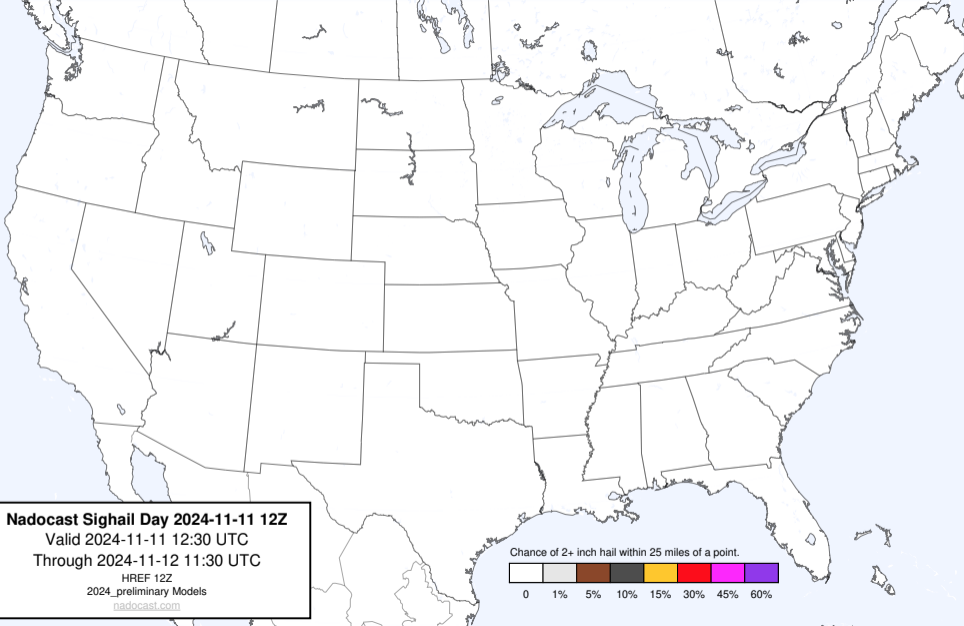 Nadocast Sighail Day 2024-11-11 12Z
Valid 2024-11-11 12:30 UTC
Through 2024-11-12 11:30 UTC
HREF 12Z
2024_preliminary Models
nadocast.com
Chance of 2+ inch hail within 25 miles of a point.
0 1% 5% 10% 15% 30% 45% 60%